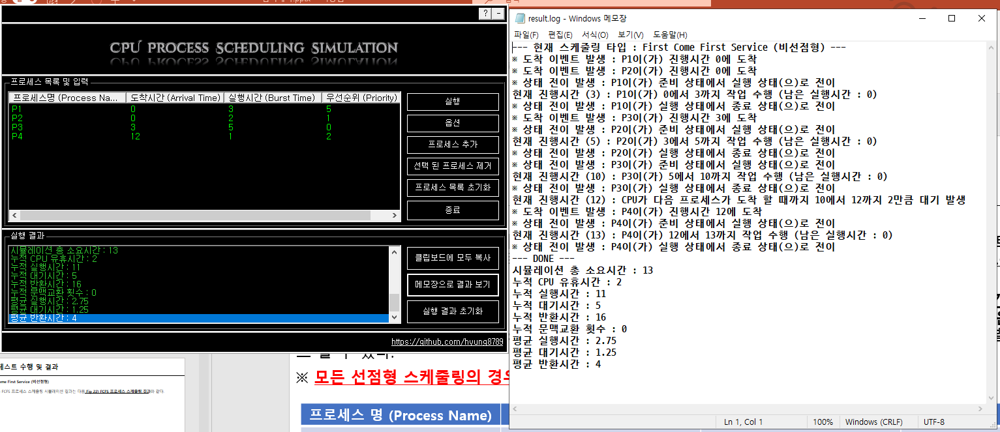 ? -
CPU PROCESS SCHEDULING SIMULATION
프로세스 목록 및 입력
프로세스명 (Process Na... 도착시간 (Arrival Time) 실행시간 (Burst Time) 우선순위 (Priority)
P1 0 3 5
P2 0 2 1
P3 3 5 0
P4 12 1 2
실행
옵션
프로세스 추가
선택 된 프로세스 제거
프로세스 목록 초기화
종료
실행 결과
시뮬레이션 총 소요시간 : 13
누적 CPU 유휴시간 : 2
누적 실행시간 : 11
누적 대기시간 : 5
누적 반환시간 : 16
누적 문맥교환 횟수 : 0
평균 실행시간 : 2.75
평균 대기시간 : 1.25
평균 반환시간 : 4
클립보드에 모두 복사
메모장으로 결과 보기
실행 결과 초기화
https://github.com/hyung8789
result.log - Windows 메모장
파일(F) 편집(E) 서식(O) 보기(V) 도움말(H)
--- 현재 스케줄링 타입 : First Come First Service (비선점형) ---
※ 도착 이벤트 발생 : P1이(가) 진행시간 0에 도착
※ 도착 이벤트 발생 : P2이(가) 진행시간 0에 도착
※ 상태 전이 발생 : P1이(가) 준비 상태에서 실행 상태(으)로 전이
현재 진행시간 (3) : P1이(가) 0에서 3까지 작업 수행 (남은 실행시간 : 0)
※ 상태 전이 발생 : P1이(가) 실행 상태에서 종료 상태(으)로 전이
※ 도착 이벤트 발생 : P3이(가) 진행시간 3에 도착
※ 상태 전이 발생 : P2이(가) 준비 상태에서 실행 상태(으)로 전이
현재 진행시간 (5) : P2이(가) 3에서 5까지 작업 수행 (남은 실행시간 : 0)
※ 상태 전이 발생 : P2이(가) 실행 상태에서 종료 상태(으)로 전이
※ 상태 전이 발생 : P3이(가) 준비 상태에서 실행 상태(으)로 전이
현재 진행시간 (10) : P3이(가) 5에서 10까지 작업 수행 (남은 실행시간 : 0)
※ 상태 전이 발생 : P3이(가) 실행 상태에서 종료 상태(으)로 전이
현재 진행시간 (12) : CPU가 다음 프로세스가 도착 할 때까지 10에서 12까지 2만큼 대기 발생
※ 도착 이벤트 발생 : P4이(가) 진행시간 12에 도착
※ 상태 전이 발생 : P4이(가) 준비 상태에서 실행 상태(으)로 전이
현재 진행시간 (13) : P4이(가) 12에서 13까지 작업 수행 (남은 실행시간 : 0)
※ 상태 전이 발생 : P4이(가) 실행 상태에서 종료 상태(으)로 전이
--- DONE ---
시뮬레이션 총 소요시간 : 13
누적 CPU 유휴시간 : 2
누적 실행시간 : 11
누적 대기시간 : 5
누적 반환시간 : 16
누적 문맥교환 횟수 : 0
평균 실행시간 : 2.75
평균 대기시간 : 1.25
평균 반환시간 : 4
Ln 1, Col 1 100% Windows (CRLF) UTF-8
테스트 수행 및 결과
ome First Service (비선점형)
FCFS 프로세스 스케줄링 시뮬레이션 결과는 다음 Fig 22) FCFS 프로세스 스케줄링 결과와 같다.
※ 모든 선점형 스케줄링의 경우
프로세스 명 (Process Name)